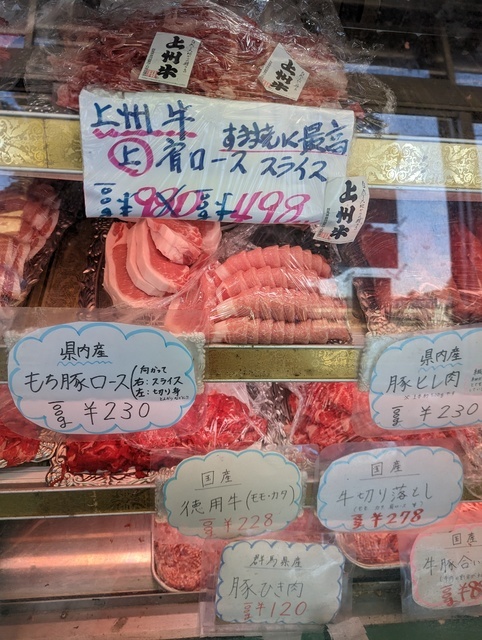 上州牛
上州牛
上州牛 すき焼に最高
上 肩ロース スライス
100g ¥980 100g ¥498
上州牛
県内産
もち豚ロース
向かって
右:スライス
左:切り身
100g ¥230
県内産
豚ヒレ肉
100g ¥230
国産
徳用牛(モモ・カタ)
100g ¥228
国産
牛切り落とし
100g ¥278
群馬県産
豚ひき肉
100g ¥120
国産
牛豚合い